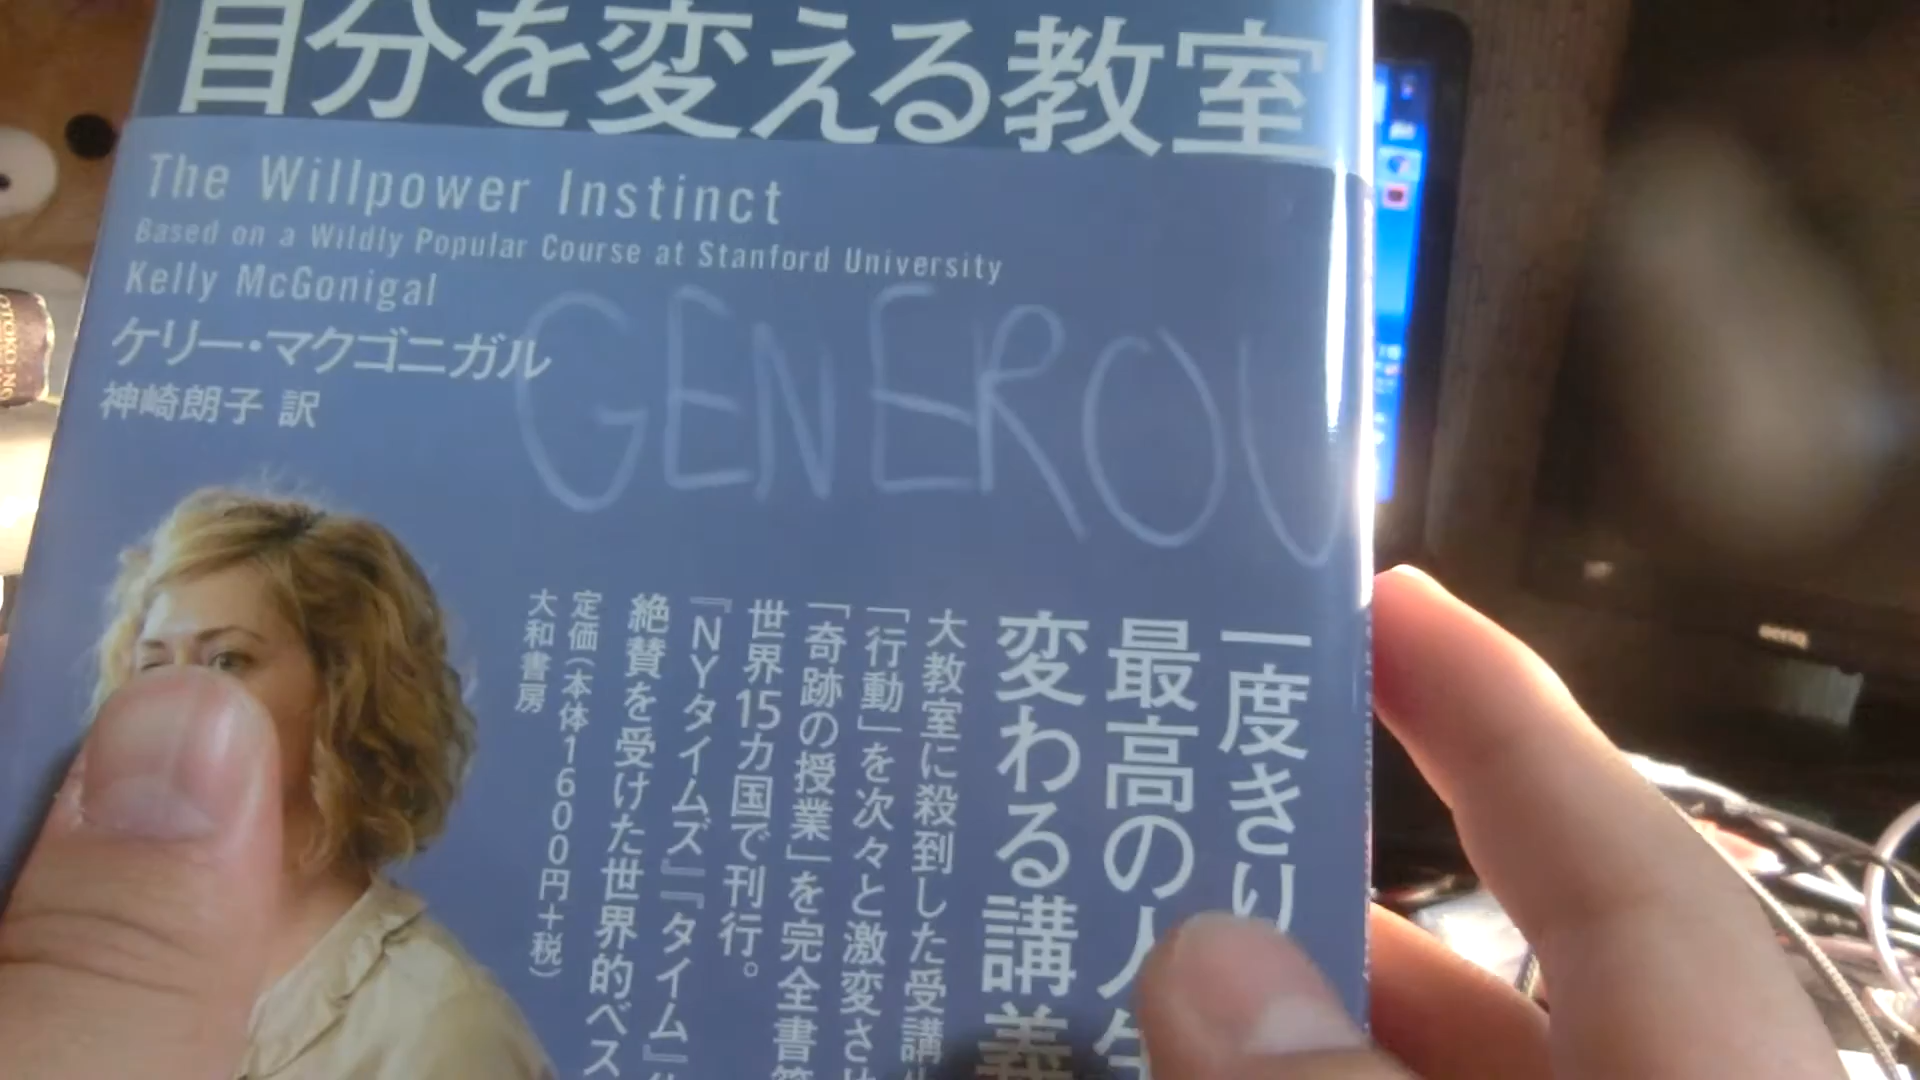 自分を変える教室
The Willpower Instinct
Based on a Wildly Popular Course at Stanford University
Kelly McGonigal
ケリー・マクゴニガル
神崎朗子 訳
GENEROU
一度きり
最高の人生
変わる講義
大教室に殺到した受講生
「行動」を次々と激変させ
「奇跡の授業」を完全書籍
世界15カ国で刊行。
『NYタイムズ』『タイム』
絶賛を受けた世界的ベス
定価(本体1600円+税)
大和書房
BenQ